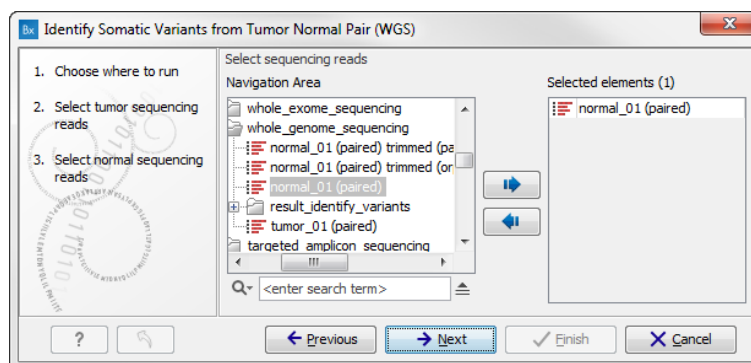 Bx Identify Somatic Variants from Tumor Normal Pair (WGS)
1. Choose where to run
2. Select tumor sequencing
reads
3. Select normal sequencing
reads
Select sequencing reads
Navigation Area
whole_exome_sequencing
whole_genome_sequencing
normal_01 (paired) trimmed (pa
normal_01 (paired) trimmed (or
normal_01 (paired)
result_identify_variants
tumor_01 (paired)
targeted_amplicon_sequencing
<enter search term>
Selected elements (1)
normal_01 (paired)
?
Previous
Next
Finish
Cancel